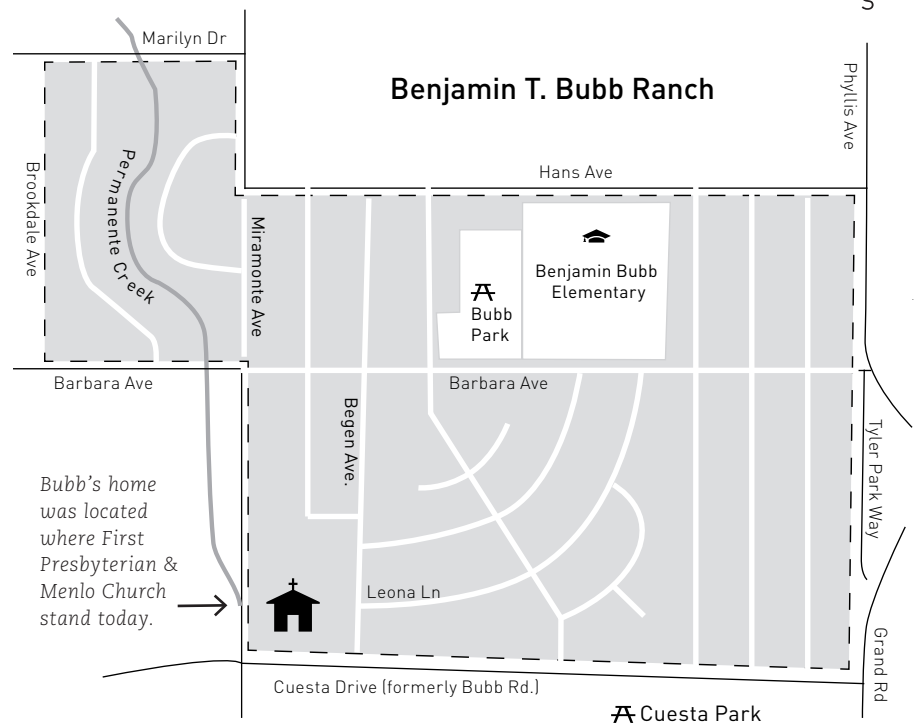 S
Marilyn Dr
Benjamin T. Bubb Ranch
Phyllis Ave
Hans Ave
Brookdale Ave
Permanente Creek
Miramonte Ave
Benjamin Bubb
Elementary
Bubb
Park
Barbara Ave
Barbara Ave
Begen Ave.
Tyler Park Way
Bubb's home
was located
where First
Presbyterian &
Menlo Church
stand today.
Leona Ln
Grand Rd
Cuesta Drive (formerly Bubb Rd.)
Cuesta Park